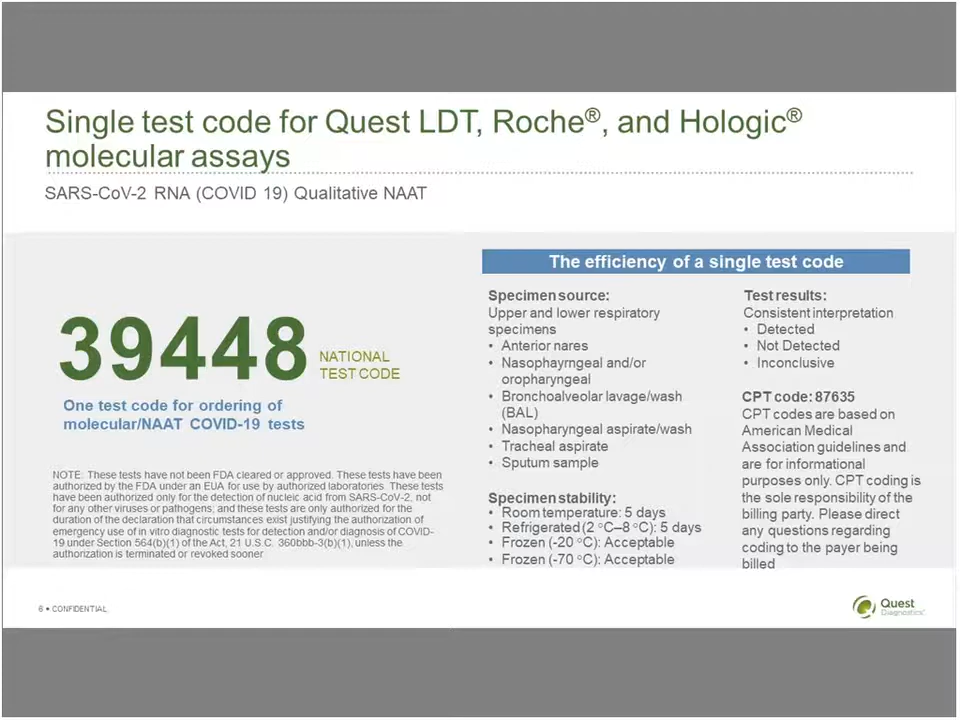 Single test code for Quest LDT, Roche®, and Hologic®
molecular assays
SARS-CoV-2 RNA (COVID 19) Qualitative NAAT
39448
NATIONAL
TEST CODE
One test code for ordering of
molecular/NAAT COVID-19 tests
NOTE: These tests have not been FDA cleared or approved. These tests have been
authorized by the FDA under an EUA for use by authorized laboratories. These tests
have been authorized only for the detection of nucleic acid from SARS-CoV-2, not
for any other viruses or pathogens; and these tests are only authorized for the
duration of the declaration that circumstances exist justifying the authorization of
emergency use of in vitro diagnostic tests for detection and/or diagnosis of COVID-
19 under Section 564(b)(1) of the Act, 21 U.S.C. 360bbb-3(b)(1), unless the
authorization is terminated or revoked sooner
The efficiency of a single test code
Specimen source:
Upper and lower respiratory
specimens
• Anterior nares
• Nasophayrngeal and/or
oropharyngeal
• Bronchoalveolar lavage/wash
(BAL)
• Nasopharyngeal aspirate/wash
• Tracheal aspirate
• Sputum sample
Specimen stability:
• Room temperature: 5 days
• Refrigerated (2 °C–8 °C): 5 days
• Frozen (-20 °C): Acceptable
• Frozen (-70 °C): Acceptable
Test results:
Consistent interpretation
• Detected
• Not Detected
• Inconclusive
CPT code: 87635
CPT codes are based on
American Medical
Association guidelines and
are for informational
purposes only. CPT coding is
the sole responsibility of the
billing party. Please direct
any questions regarding
coding to the payer being
billed
6 • CONFIDENTIAL
Quest
Diagnostics™